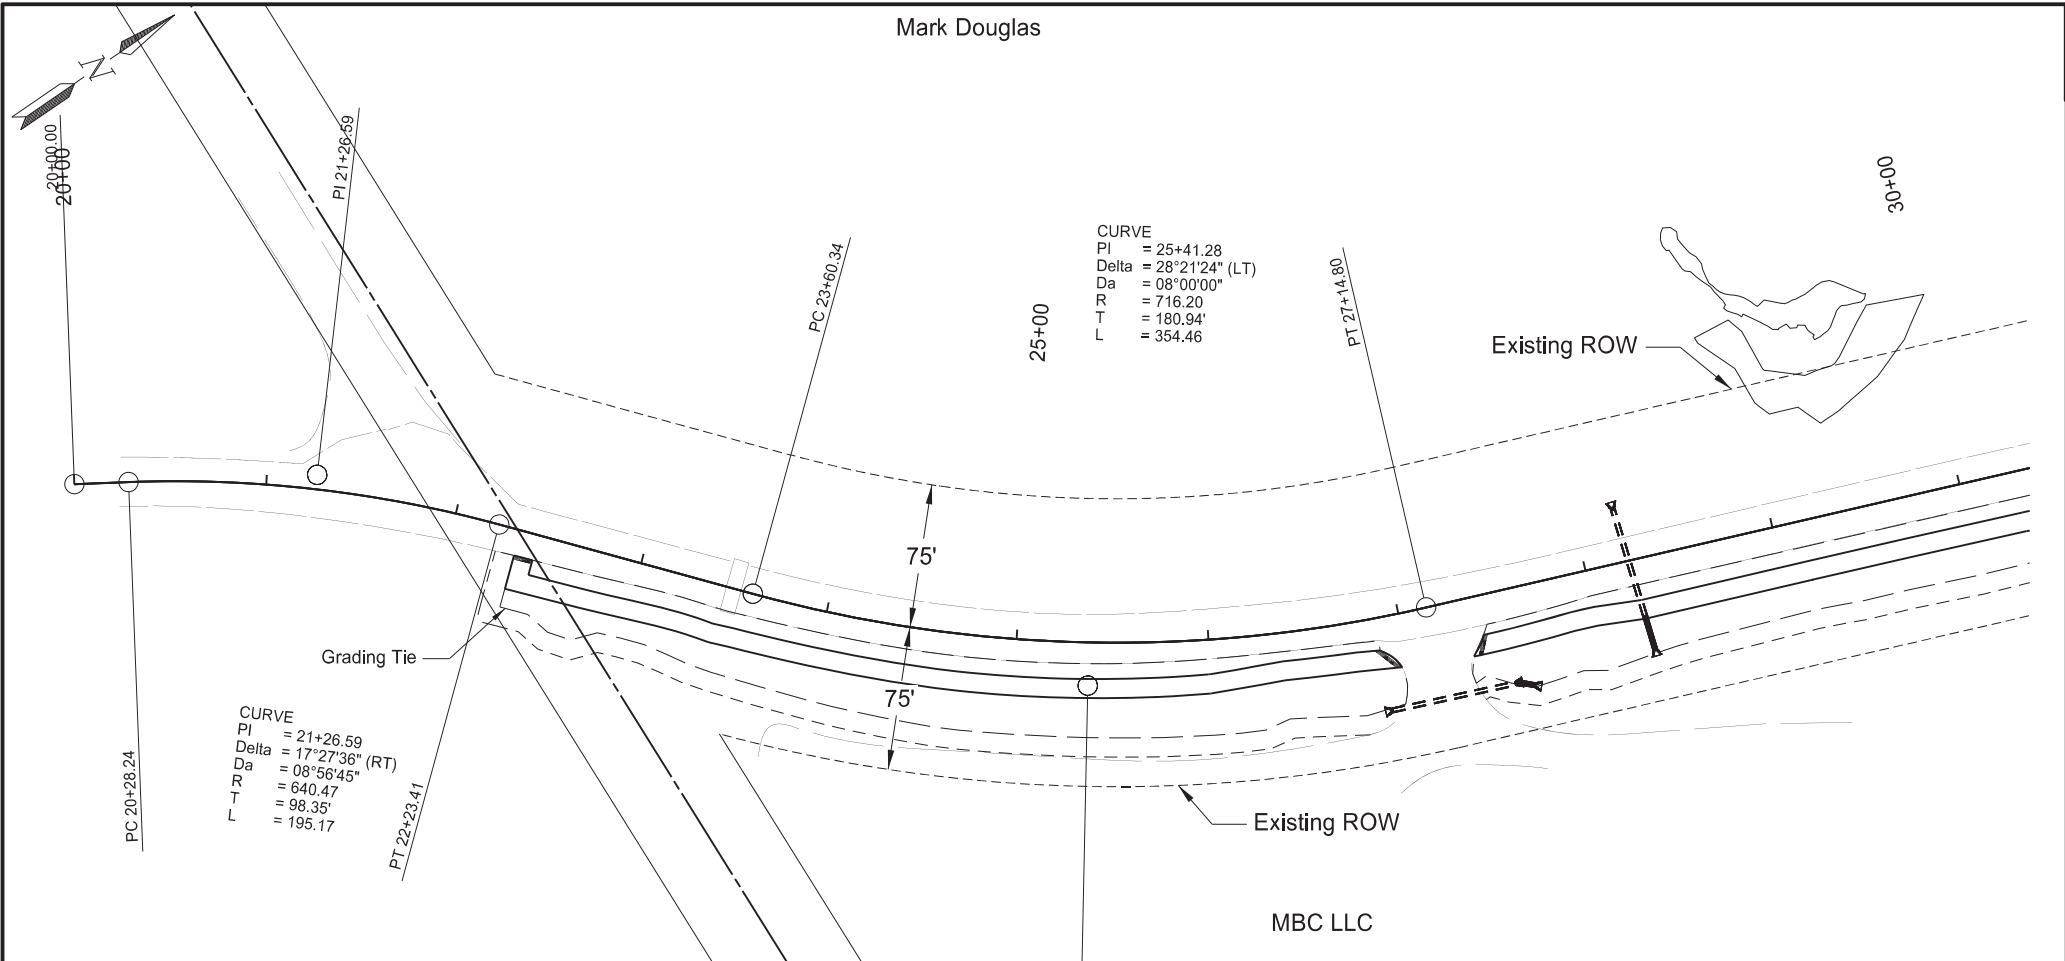 Mark Douglas
N
20+00.00
20+00
PI 21+26.59
PC 23+60.34
25+00
CURVE
PI = 25+41.28
Delta = 28°21'24" (LT)
Da = 08°00'00"
R = 716.20
T = 180.94'
L = 354.46
PT 27+14.80
30+00
Existing ROW
75'
Grading Tie
75'
CURVE
PI = 21+26.59
Delta = 17°27'36" (RT)
Da = 08°56'45"
R = 640.47
T = 98.35'
L = 195.17
PC 20+28.24
PT 22+23.41
Existing ROW
MBC LLC